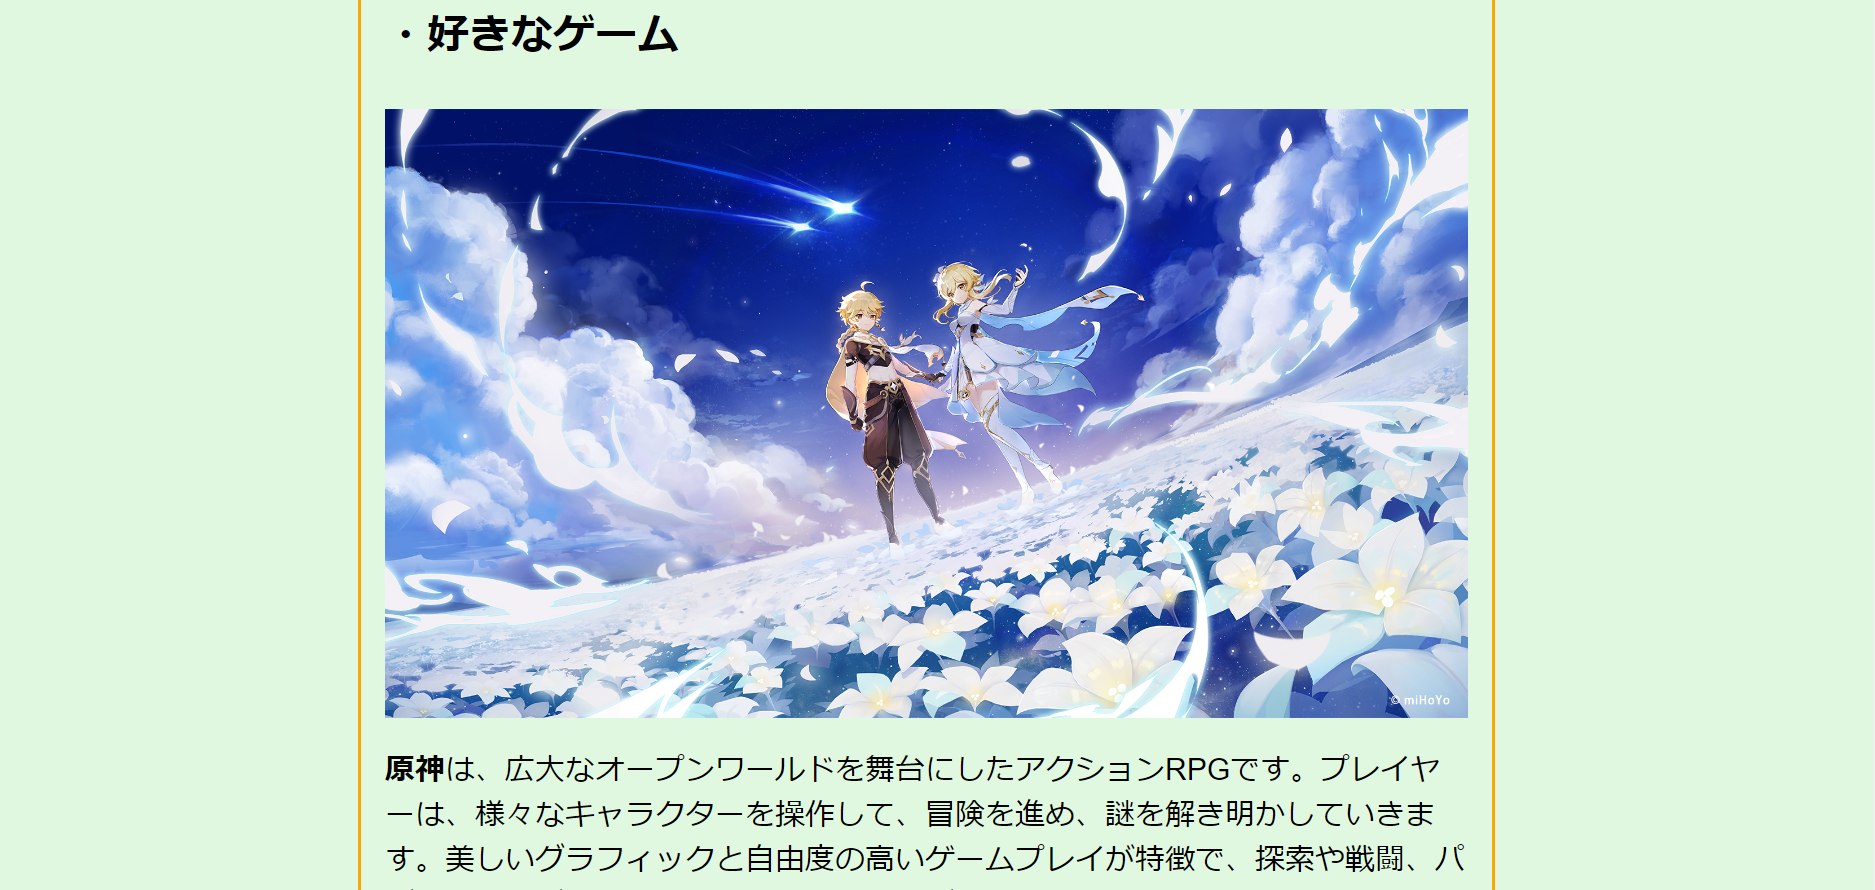 ・好きなゲーム
© miHoYo
原神は、広大なオープンワールドを舞台にしたアクションRPGです。プレイヤ
ーは、様々なキャラクターを操作して、冒険を進め、謎を解き明かしていきま
す。美しいグラフィックと自由度の高いゲームプレイが特徴で、探索や戦闘、パ